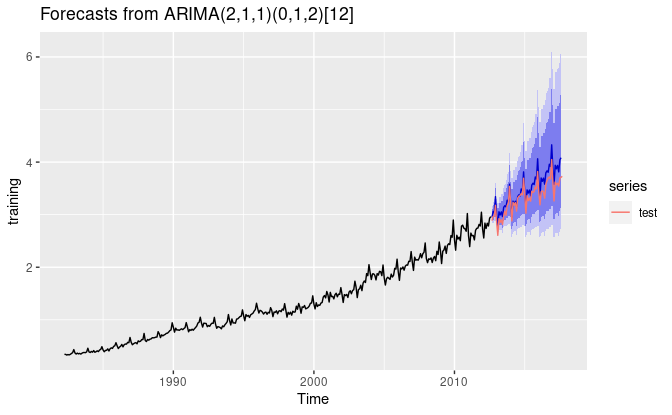 Forecasts from ARIMA(2,1,1)(0,1,2)[12]
6
4
2
training
1990
2000
2010
Time
series
test